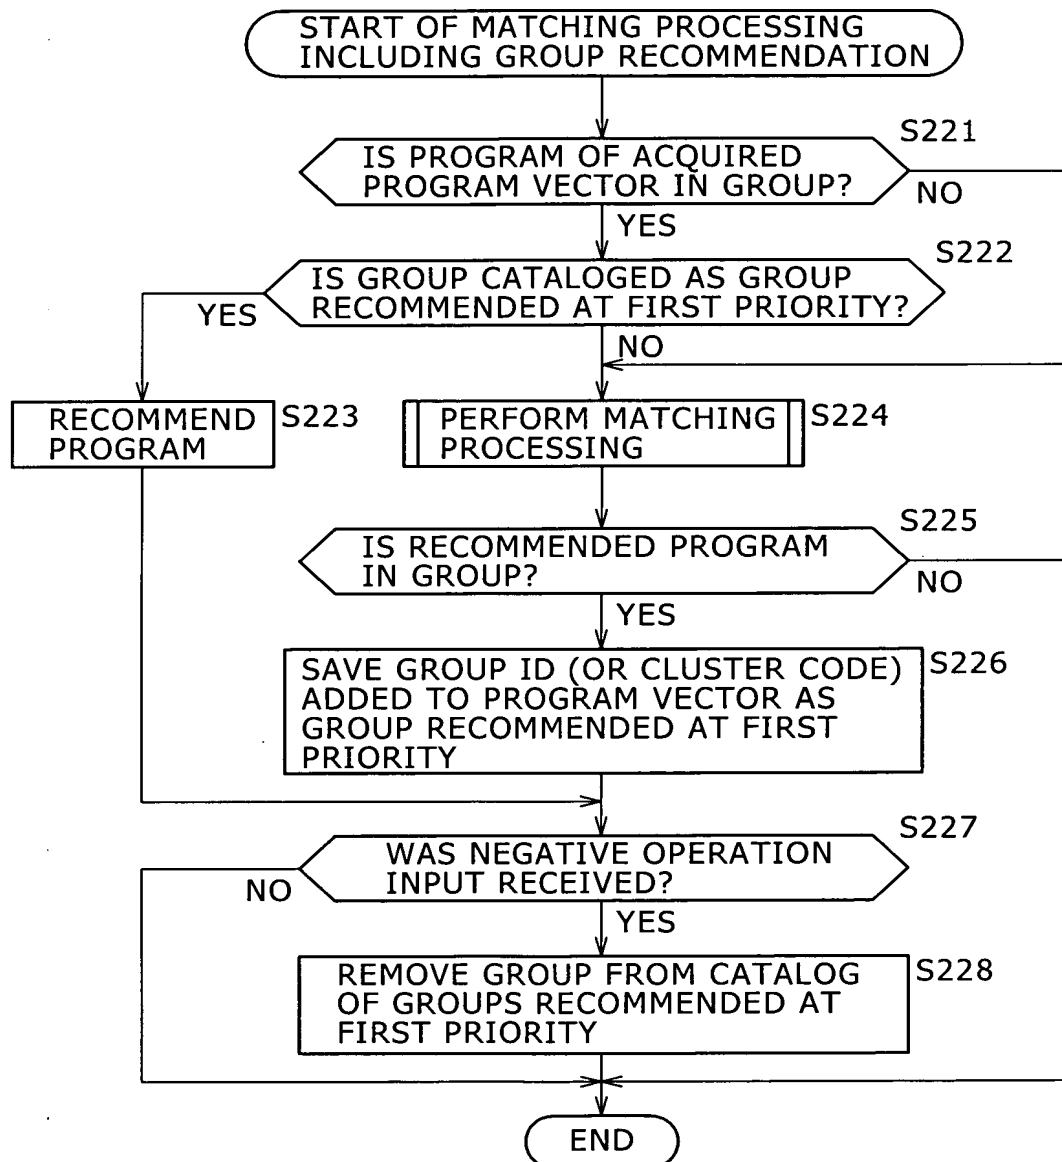 START OF MATCHING PROCESSING
INCLUDING GROUP RECOMMENDATION
S221
IS PROGRAM OF ACQUIRED
PROGRAM VECTOR IN GROUP?
NO
YES
S222
IS GROUP CATALOGED AS GROUP
RECOMMENDED AT FIRST PRIORITY?
YES
NO
RECOMMEND
PROGRAM
S223
PERFORM MATCHING
PROCESSING
S224
S225
IS RECOMMENDED PROGRAM
IN GROUP?
NO
YES
SAVE GROUP ID (OR CLUSTER CODE)
ADDED TO PROGRAM VECTOR AS
GROUP RECOMMENDED AT FIRST
PRIORITY
S226
S227
WAS NEGATIVE OPERATION
INPUT RECEIVED?
NO
YES
REMOVE GROUP FROM CATALOG
OF GROUPS RECOMMENDED AT
FIRST PRIORITY
S228
END